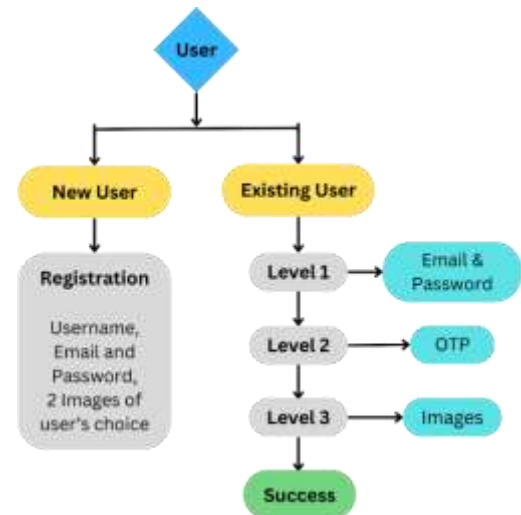 User
New User
Existing User
Registration
Username,
Email and
Password,
2 Images of
user's choice
Level 1
Email &
Password
Level 2
OTP
Level 3
Images
Success